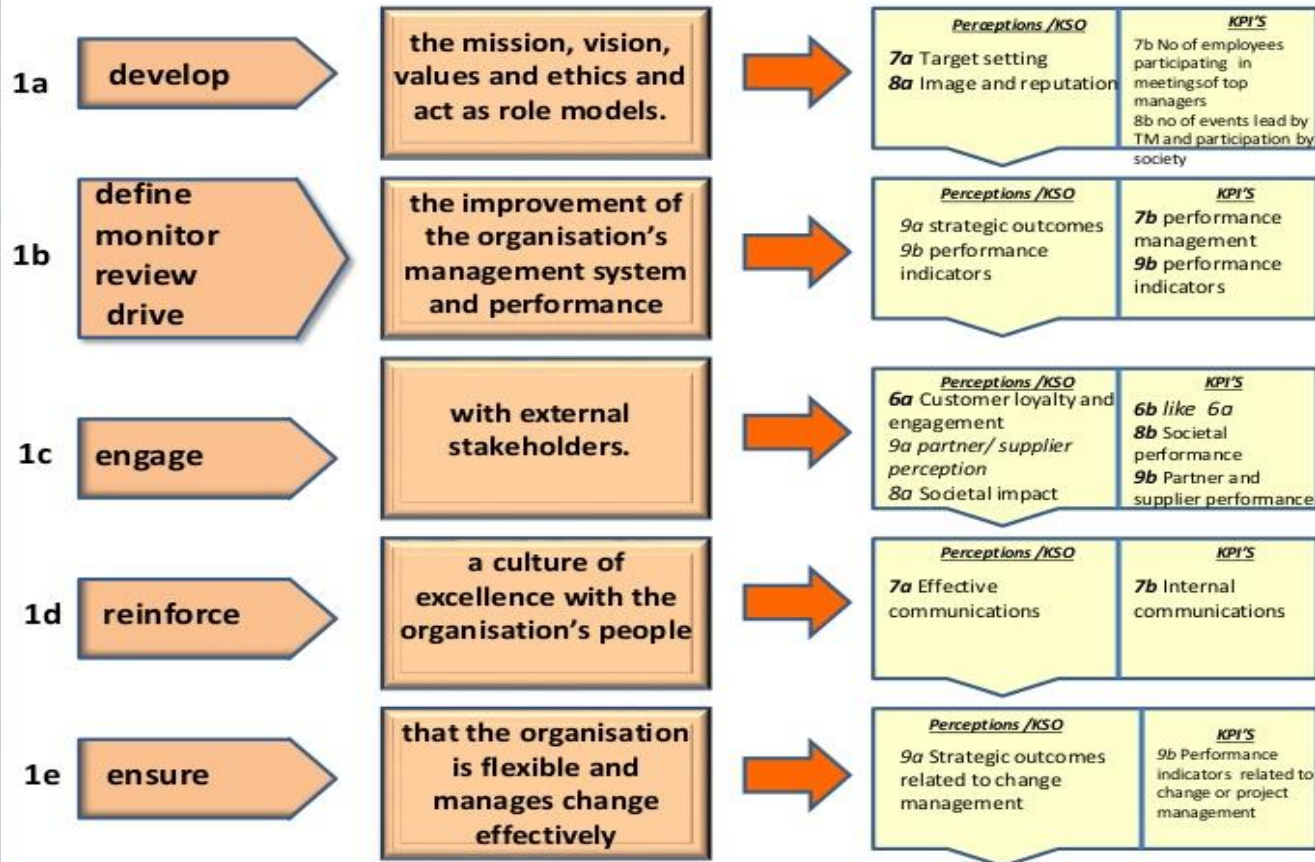 1a
develop
the mission, vision,
values and ethics and
act as role models.
Perceptions /KSO
7a Target setting
8a Image and reputation
KPI'S
7b No of employees
participating in
meetingsof top
managers
8b no of events lead by
TM and participation by
society
1b
define
monitor
review
drive
the improvement of
the organisation's
management system
and performance
Perceptions /KSO
9a strategic outcomes
9b performance
indicators
KPI'S
7b performance
management
9b performance
indicators
1c
engage
with external
stakeholders.
Perceptions /KSO
6a Customer loyalty and
engagement
9a partner/ supplier
perception
8a Societal impact
KPI'S
6b like 6a
8b Societal
performance
9b Partner and
supplier performance
1d
reinforce
a culture of
excellence with the
organisation's people
Perceptions /KSO
7a Effective
communications
KPI'S
7b Internal
communications
1e
ensure
that the organisation
is flexible and
manages change
effectively
Perceptions /KSO
9a Strategic outcomes
related to change
management
KPI'S
9b Performance
indicators related to
change or project
management